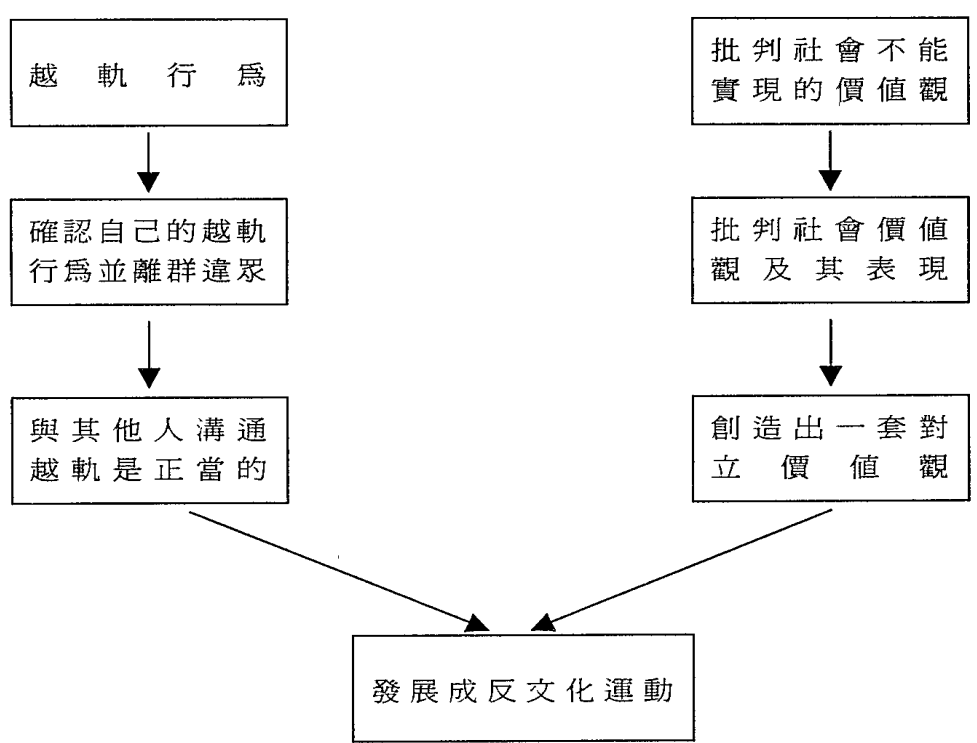 越軌行爲
確認自己的越軌
行爲並離群違眾
與其他人溝通
越軌是正當的
批判社會不能
實現的價值觀
批判社會價值
觀及其表現
創造出一套對
立價值觀
發展成反文化運動